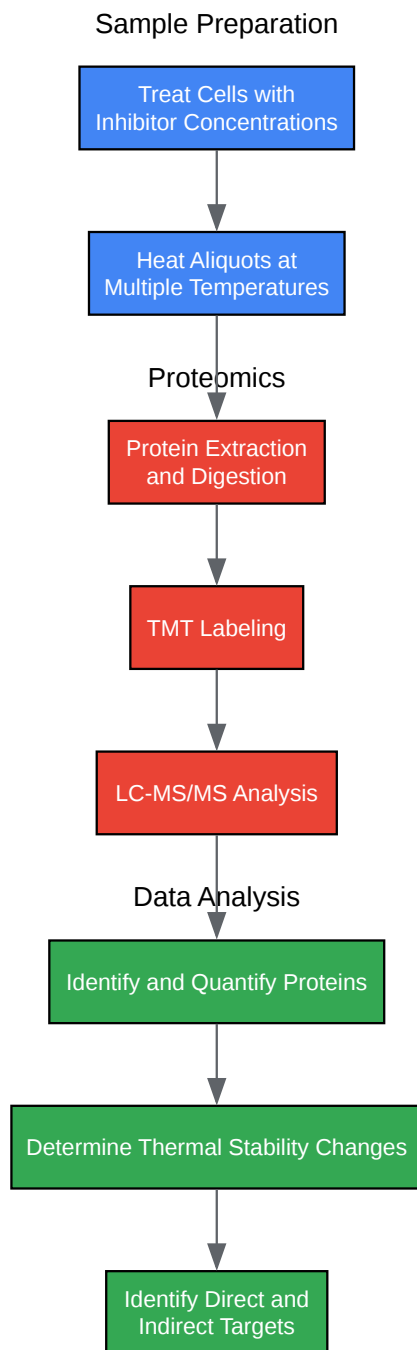 Sample Preparation
Treat Cells with
Inhibitor Concentrations
Heat Aliquots at
Multiple Temperatures
Proteomics
Protein Extraction
and Digestion
TMT Labeling
LC-MS/MS Analysis
Data Analysis
Identify and Quantify Proteins
Determine Thermal Stability Changes
Identify Direct and
Indirect Targets